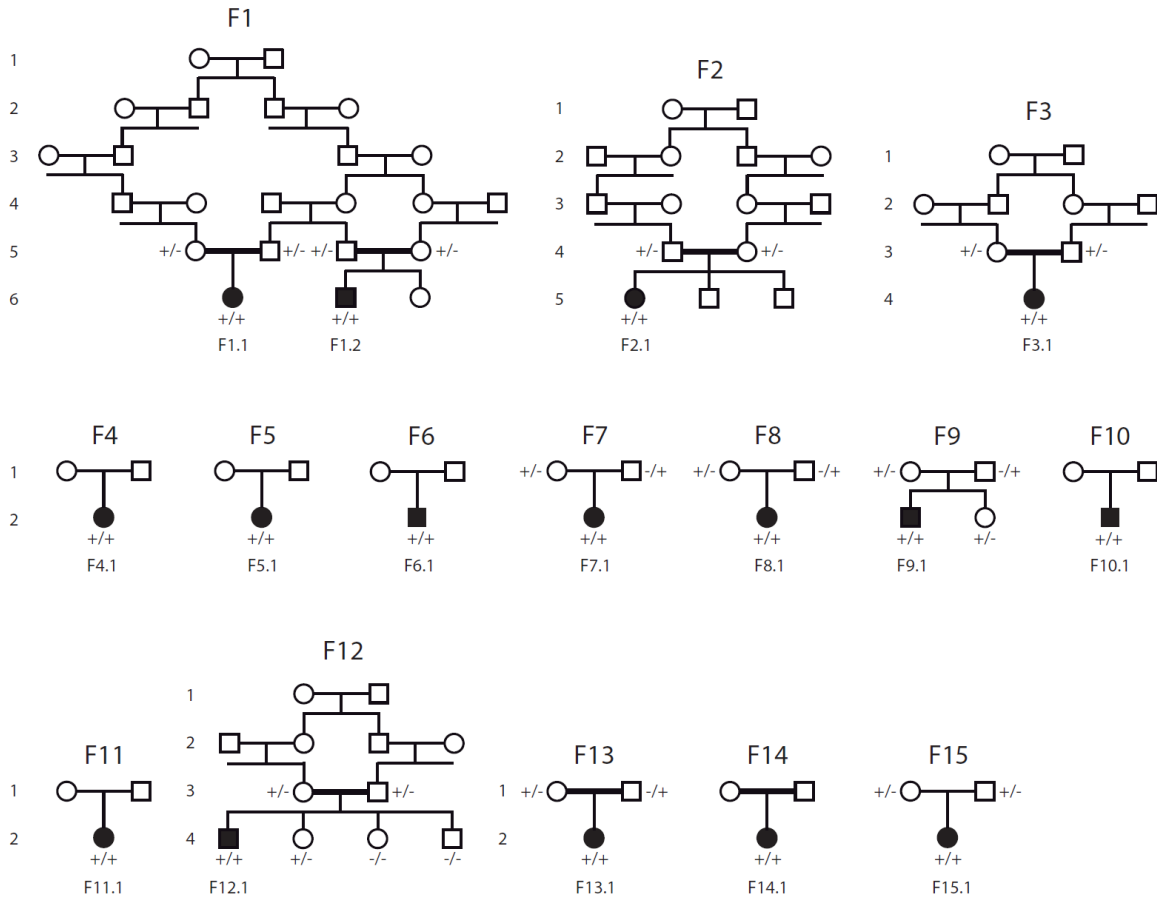 F1
1
2
3
4
5 +/- +/- +/- +/-
6
+/+ +/+
F1.1 F1.2
F2
1
2
3
4 +/- +/-
5
+/+
F2.1
F3
1
2
3 +/- +/-
4
+/+
F3.1
F4 F5 F6 F7 F8 F9 F10
1 +/- -/+ +/- -/+ +/- -/+
2
+/+ +/+ +/+ +/+ +/+ +/+ +/- +/+
F4.1 F5.1 F6.1 F7.1 F8.1 F9.1 F10.1
F11
1
2
+/+
F11.1
F12
1
2
3 +/- +/-
4
+/+ +/- -/- -/-
F12.1
F13 F14 F15
+/- 1 -/+ +/- +/-
2
+/+ +/+ +/+
F13.1 F14.1 F15.1